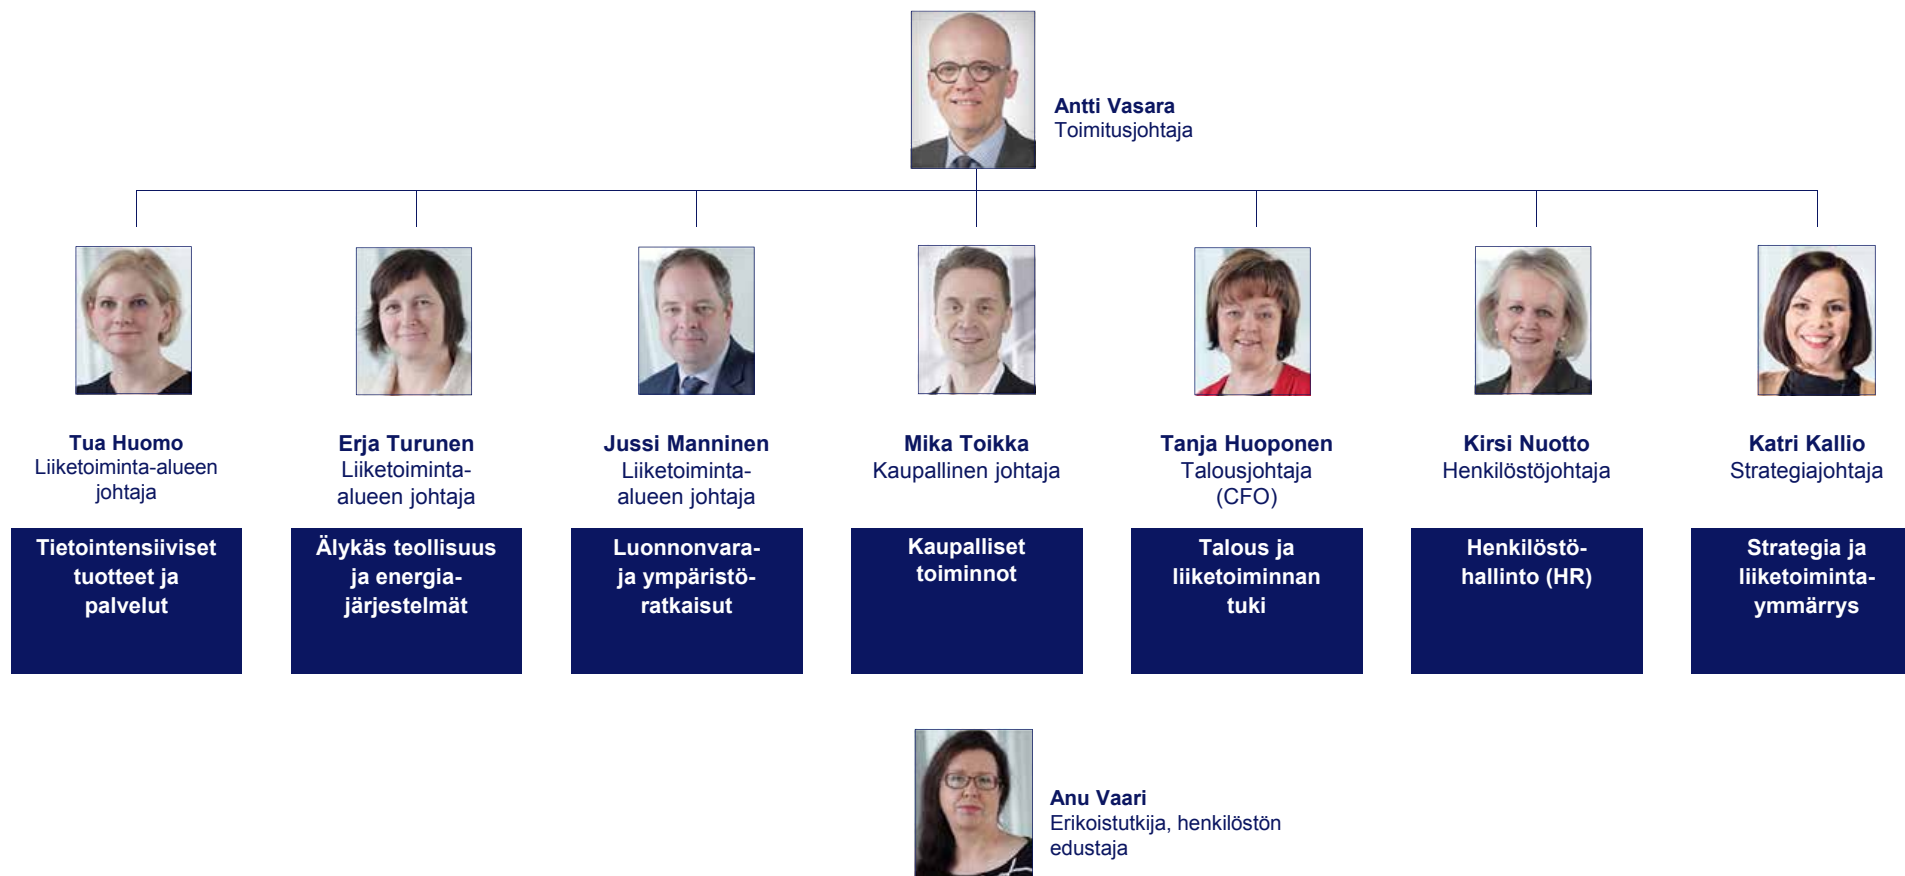 Antti Vasara
Toimitusjohtaja
Tua Huomo
Liiketoiminta-alueen
johtaja
Erja Turunen
Liiketoiminta-
alueen johtaja
Jussi Manninen
Liiketoiminta-
alueen johtaja
Mika Toikka
Kaupallinen johtaja
Tanja Huoponen
Talousjohtaja
(CFO)
Kirsi Nuotto
Henkilöstöjohtaja
Katri Kallio
Strategiajohtaja
Tietointensiiviset
tuotteet ja
palvelut
Älykäs teollisuus
ja energia-
järjestelmät
Luonnonvara-
ja ympäristö-
ratkaisut
Kaupalliset
toiminnot
Talous ja
liiketoiminnan
tuki
Henkilöstö-
hallinto (HR)
Strategia ja
liiketoiminta-
ymmärrys
Anu Vaari
Erikoistutkija, henkilöstön
edustaja